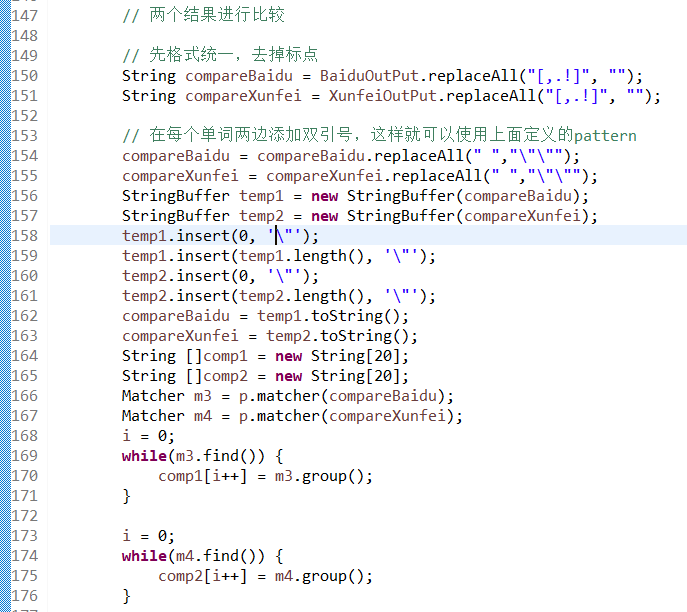 147 // 两个结果进行比较
148
149 // 先格式统一，去掉标点
150 String compareBaidu = BaiduOutPut.replaceAll("[,.!]", "");
151 String compareXunfei = XunfeiOutPut.replaceAll("[,.!]", "");
152
153 // 在每个单词两边添加双引号，这样就可以使用上面定义的pattern
154 compareBaidu = compareBaidu.replaceAll(" ","\"\"");
155 compareXunfei = compareXunfei.replaceAll(" ","\"\"");
156 StringBuffer temp1 = new StringBuffer(compareBaidu);
157 StringBuffer temp2 = new StringBuffer(compareXunfei);
158 temp1.insert(0, '\"');
159 temp1.insert(temp1.length(), '\"');
160 temp2.insert(0, '\"');
161 temp2.insert(temp2.length(), '\"');
162 compareBaidu = temp1.toString();
163 compareXunfei = temp2.toString();
164 String []comp1 = new String[20];
165 String []comp2 = new String[20];
166 Matcher m3 = p.matcher(compareBaidu);
167 Matcher m4 = p.matcher(compareXunfei);
168 i = 0;
169 while(m3.find()) {
170 comp1[i++] = m3.group();
171 }
172
173 i = 0;
174 while(m4.find()) {
175 comp2[i++] = m4.group();
176 }